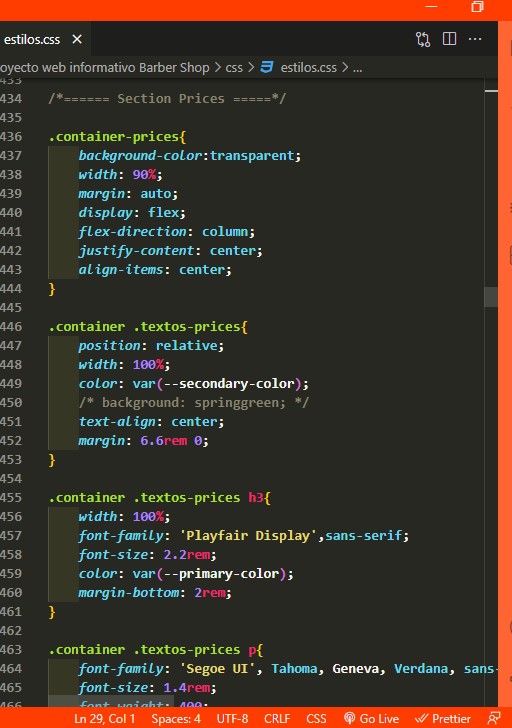 estilos.css
oyecto web informativo Barber Shop > css > estilos.css > ...
433
434 /*====== Section Prices =====*/
435
436 .container-prices{
437 background-color:transparent;
438 width: 90%;
439 margin: auto;
440 display: flex;
441 flex-direction: column;
442 justify-content: center;
443 align-items: center;
444 }
445
446 .container .textos-prices{
447 position: relative;
448 width: 100%;
449 color: var(--secondary-color);
450 /* background: springgreen; */
451 text-align: center;
452 margin: 6.6rem 0;
453 }
454
455 .container .textos-prices h3{
456 width: 100%;
457 font-family: 'Playfair Display',sans-serif;
458 font-size: 2.2rem;
459 color: var(--primary-color);
460 margin-bottom: 2rem;
461 }
462
463 .container .textos-prices p{
464 font-family: 'Segoe UI', Tahoma, Geneva, Verdana, sans-
465 font-size: 1.4rem;
466 font-weight: 400;
Ln 29, Col 1 Spaces: 4 UTF-8 CRLF CSS Go Live Prettier